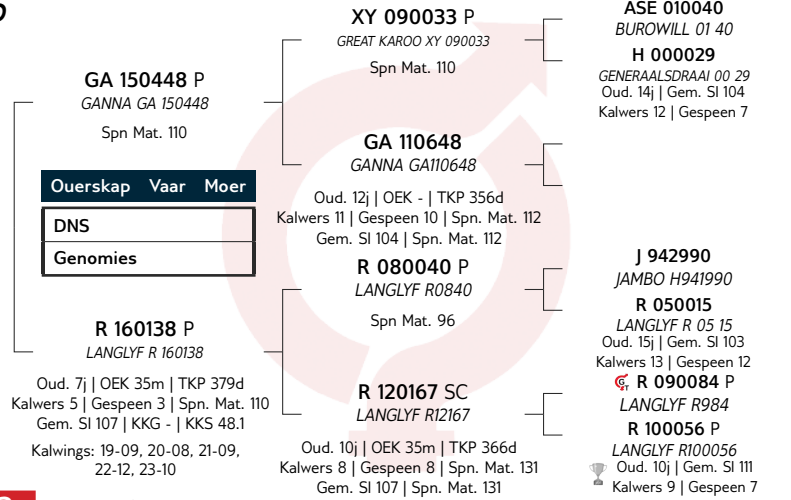 GA 150448 P
GANNA GA 150448
Spn Mat. 110
Ouerskap Vaar Moer
DNS
Genomies
R 160138 P
LANGLYF R 160138
Oud. 7j | OEK 35m | TKP 379d
Kalwers 5 | Gespeen 3 | Spn. Mat. 110
Gem. SI 107 | KKG - | KKS 48.1
Kalwings: 19-09, 20-08, 21-09,
22-12, 23-10
XY 090033 P
GREAT KAROO XY 090033
Spn Mat. 110
GA 110648
GANNA GA110648
Oud. 12j | OEK - | TKP 356d
Kalwers 11 | Gespeen 10 | Spn. Mat. 112
Gem. SI 104 | Spn. Mat. 112
R 080040 P
LANGLYF R0840
Spn Mat. 96
R 120167 SC
LANGLYF R12167
Oud. 10j | OEK 35m | TKP 366d
Kalwers 8 | Gespeen 8 | Spn. Mat. 131
Gem. SI 107 | Spn. Mat. 131
ASE 010040
BUROWILL 01 40
H 000029
GENERAALSDRAAI 00 29
Oud. 14j | Gem. SI 104
Kalwers 12 | Gespeen 7
J 942990
JAMBO H941990
R 050015
LANGLYF R 05 15
Oud. 15j | Gem. SI 103
Kalwers 13 | Gespeen 12
R 090084 P
LANGLYF R984
R 100056 P
LANGLYF R100056
Oud. 10j | Gem. SI 111
Kalwers 9 | Gespeen 7